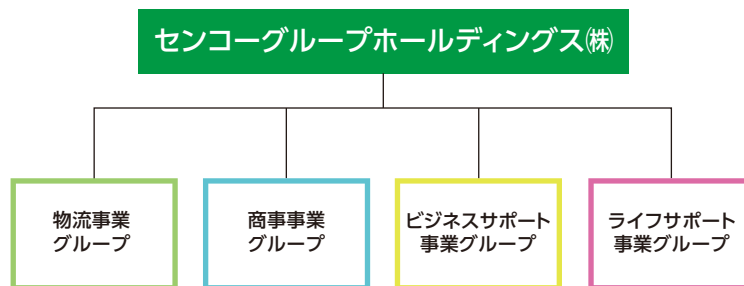 センコーグループホールディングス㈱
物流事業
グループ
商事事業
グループ
ビジネスサポート
事業グループ
ライフサポート
事業グループ